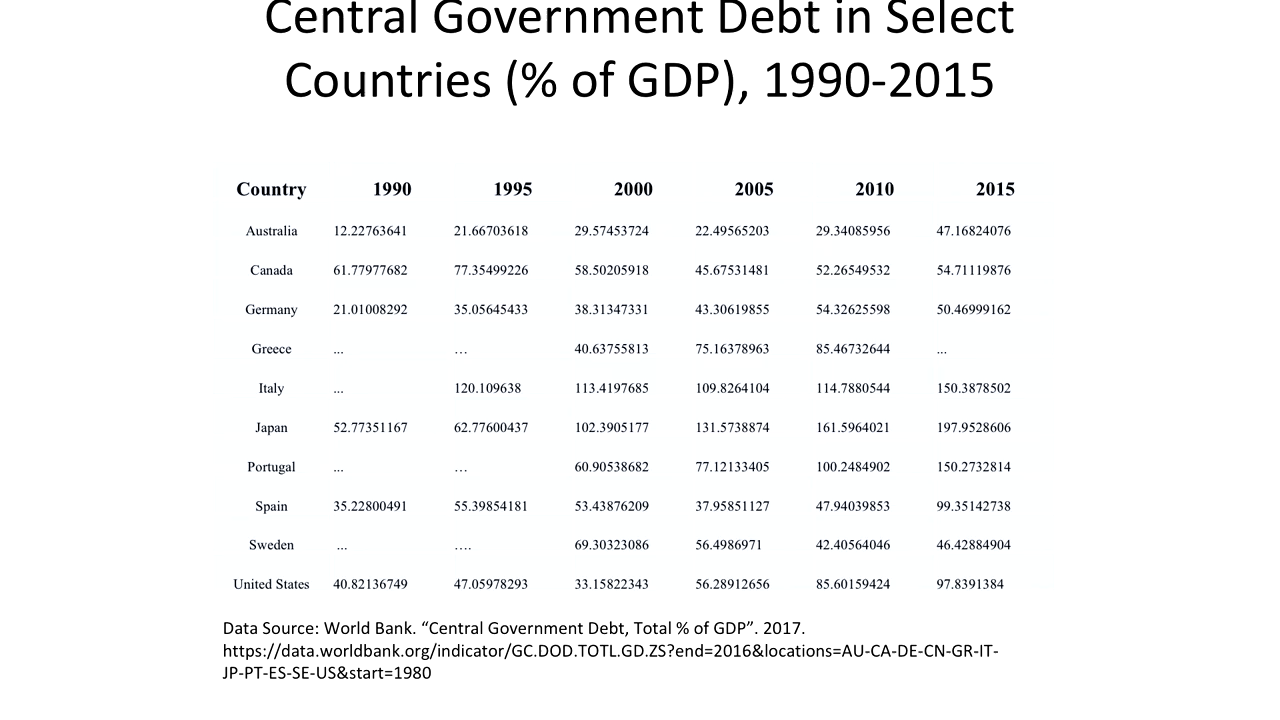 Central Government Debt in Select
Countries (% of GDP), 1990-2015
Country 1990 1995 2000 2005 2010 2015
Australia 12.22763641 21.66703618 29.57453724 22.49565203 29.34085956 47.16824076
Canada 61.77977682 77.35499226 58.50205918 45.67531481 52.26549532 54.71119876
Germany 21.01008292 35.05645433 38.31347331 43.30619855 54.32625598 50.46999162
Greece ... … 40.63755813 75.16378963 85.46732644 ...
Italy ... 120.109638 113.4197685 109.8264104 114.7880544 150.3878502
Japan 52.77351167 62.77600437 102.3905177 131.5738874 161.5964021 197.9528606
Portugal ... … 60.90538682 77.12133405 100.2484902 150.2732814
Spain 35.22800491 55.39854181 53.43876209 37.95851127 47.94039853 99.35142738
Sweden ... …. 69.30323086 56.4986971 42.40564046 46.42884904
United States 40.82136749 47.05978293 33.15822343 56.28912656 85.60159424 97.8391384
Data Source: World Bank. “Central Government Debt, Total % of GDP”. 2017.
https://data.worldbank.org/indicator/GC.DOD.TOTL.GD.ZS?end=2016&locations=AU-CA-DE-CN-GR-IT-
JP-PT-ES-SE-US&start=1980